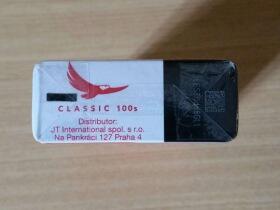 CLASSIC 100s
Distributor:
JT International spol. s r.o.
Na Pankráci 127 Praha 4